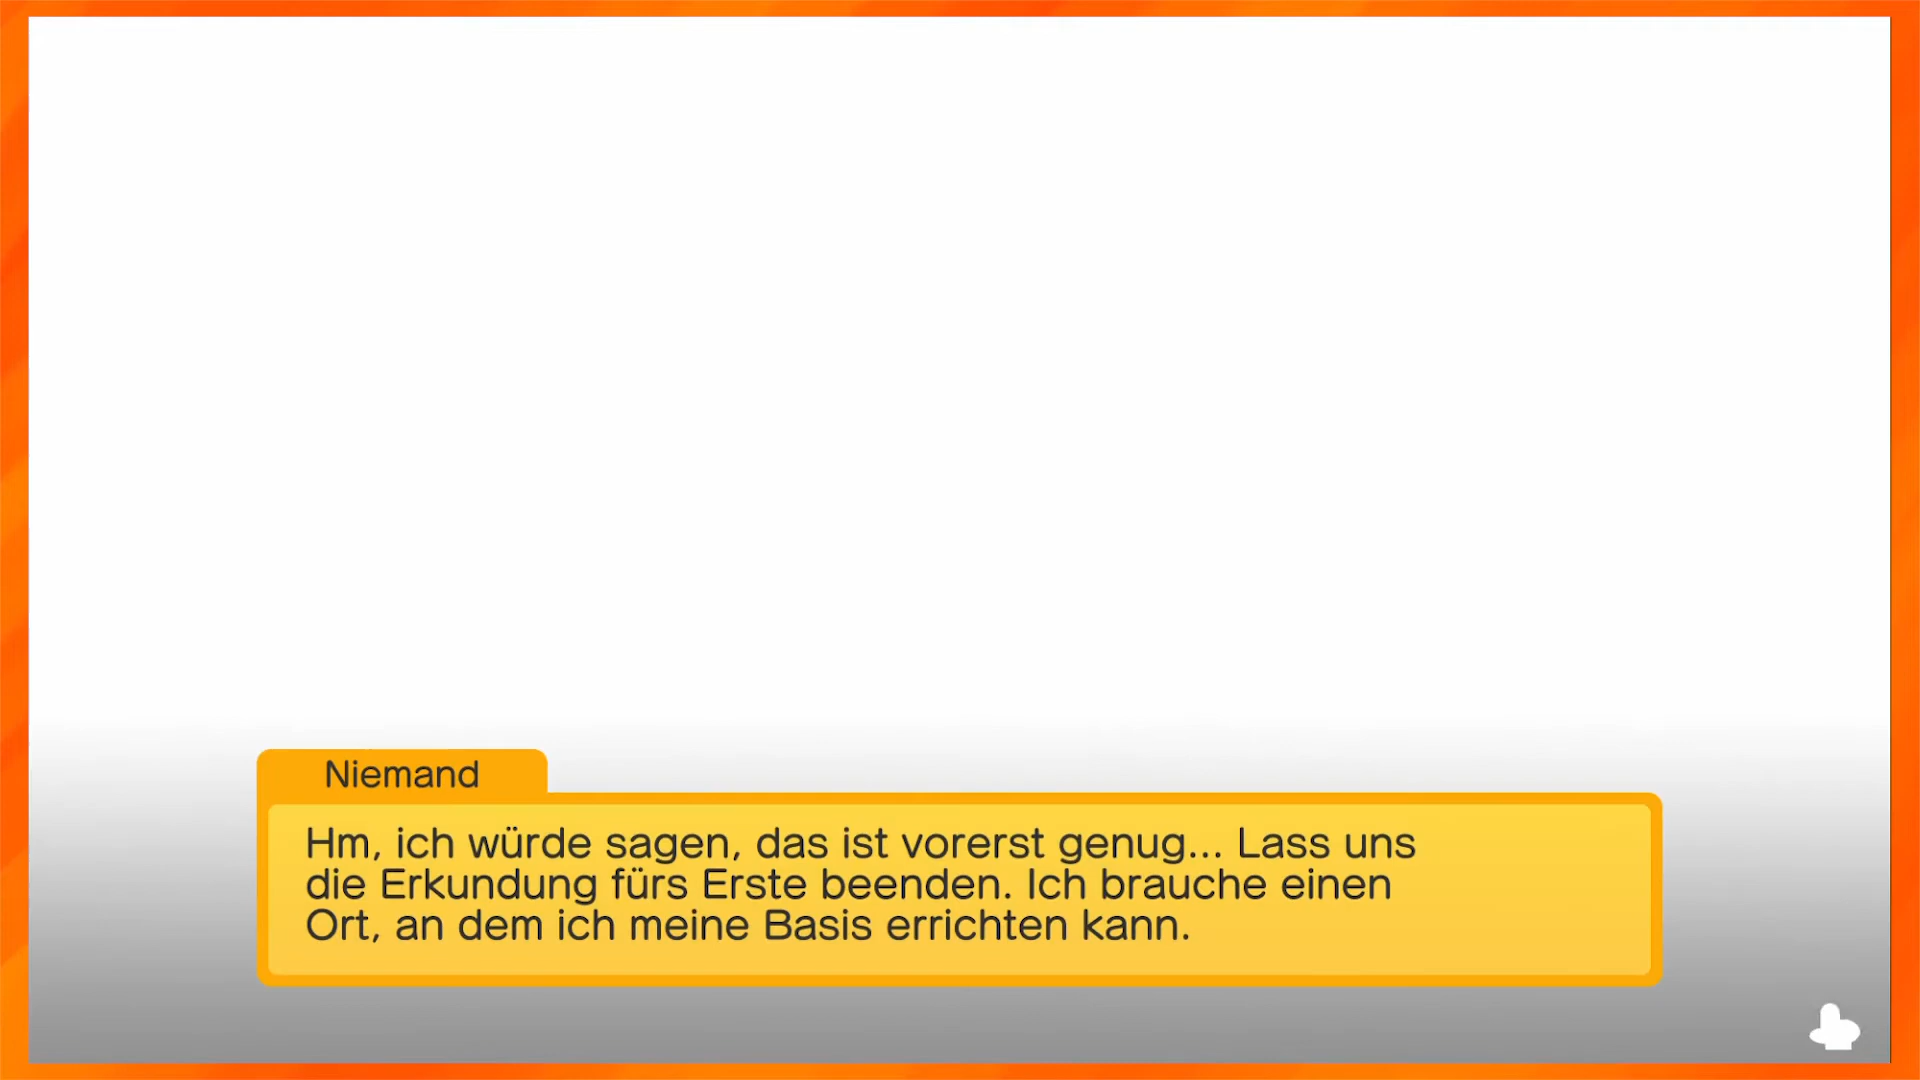 Niemand
Hm, ich würde sagen, das ist vorerst genug... Lass uns
die Erkundung fürs Erste beenden. Ich brauche einen
Ort, an dem ich meine Basis errichten kann.